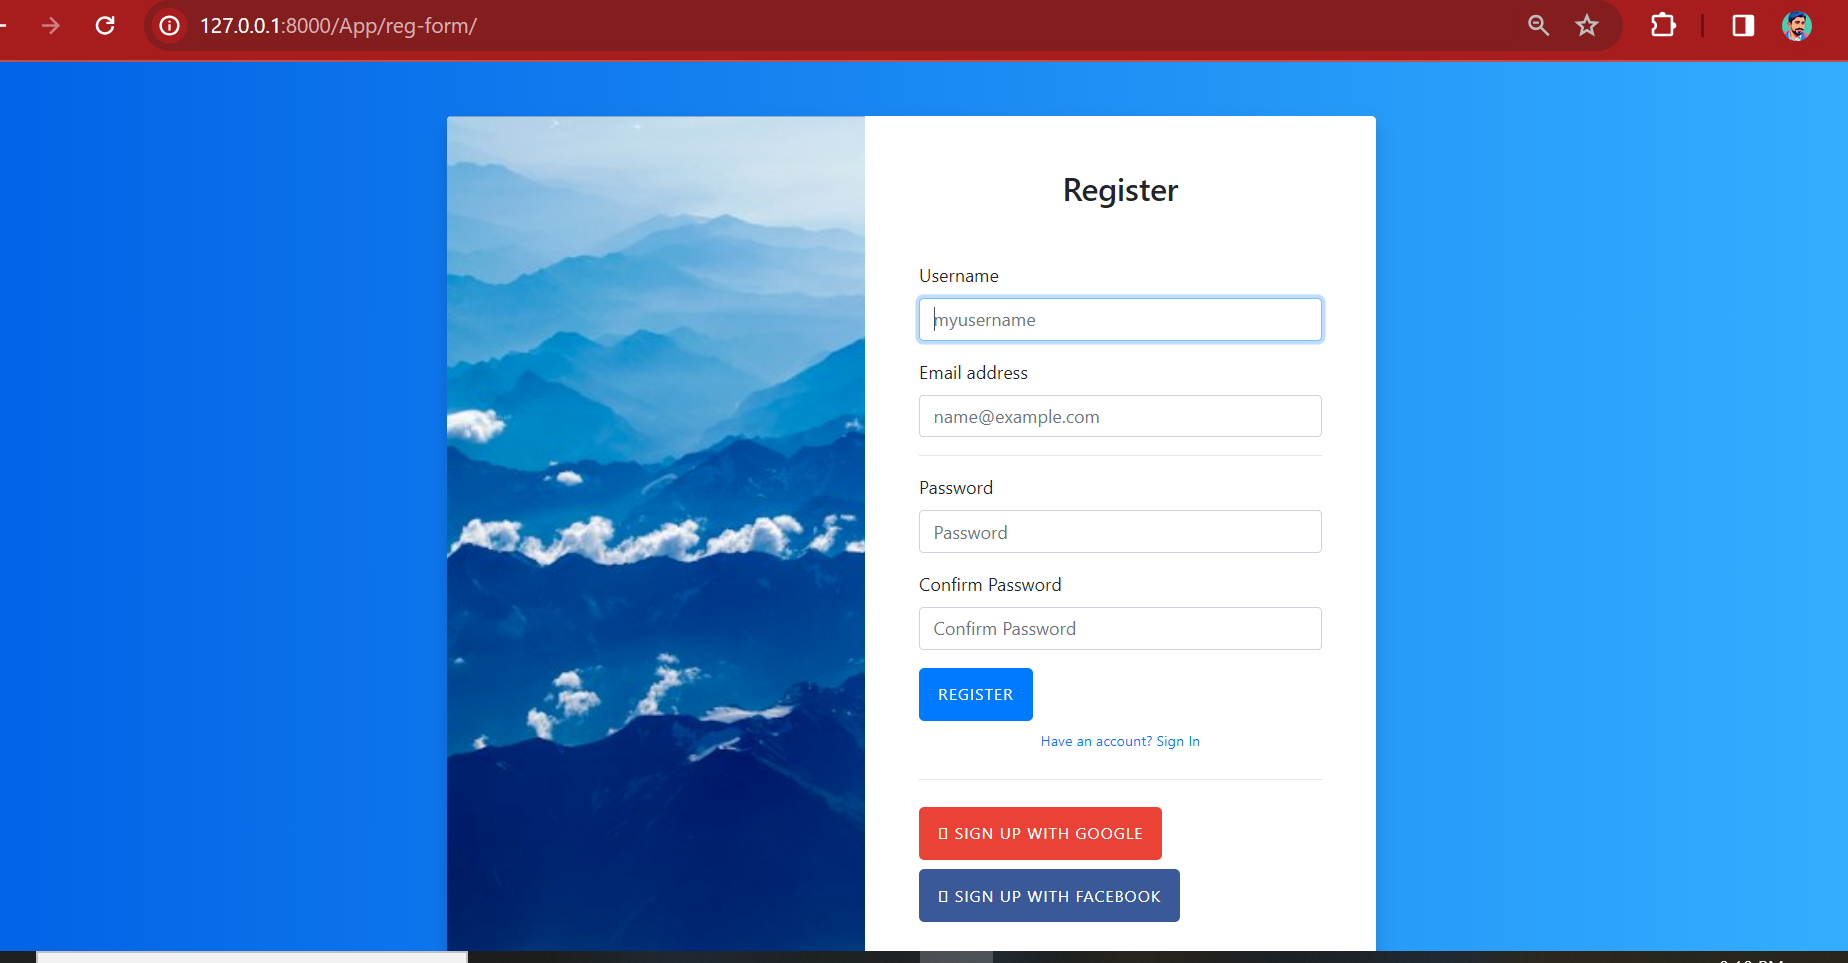 127.0.0.1:8000/App/reg-form/
Register
Username
myusername
Email address
name@example.com
Password
Password
Confirm Password
Confirm Password
REGISTER
Have an account? Sign In
SIGN UP WITH GOOGLE
SIGN UP WITH FACEBOOK